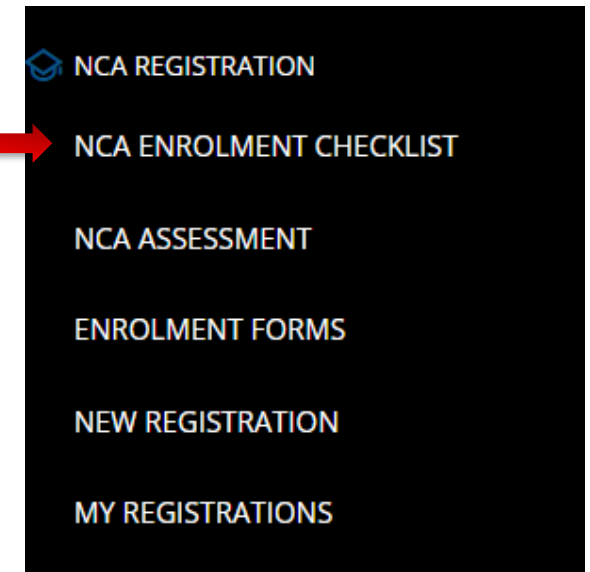 NCA REGISTRATION
NCA ENROLMENT CHECKLIST
NCA ASSESSMENT
ENROLMENT FORMS
NEW REGISTRATION
MY REGISTRATIONS